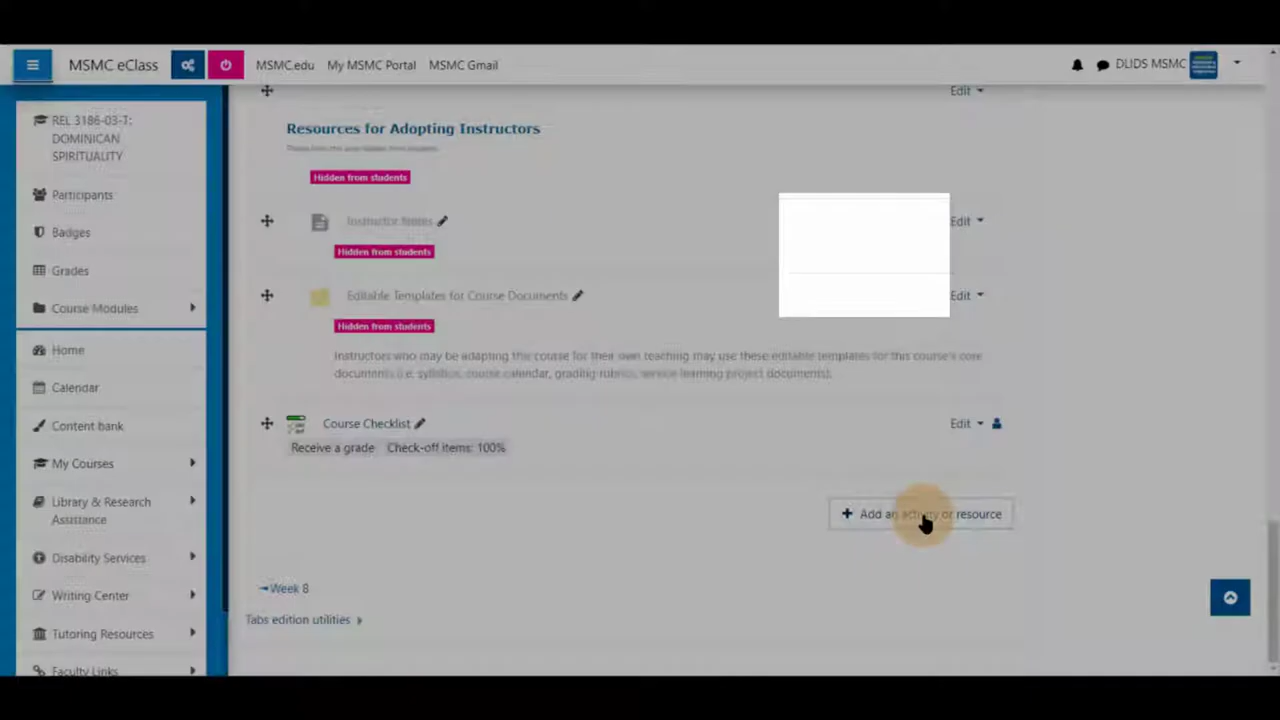 MSMC eClass
MSMC.edu
My MSMC Portal
MSMC Gmail
DLIDS MSMC
REL 3186-03-T:
DOMINICAN
SPIRITUALITY
Participants
Badges
Grades
Course Modules
Home
Calendar
Content bank
My Courses
Library & Research
Assistance
Disability Services
Writing Center
Tutoring Resources
Faculty Links
Edit
Resources for Adopting Instructors
Hidden from students
Instructor Notes
Edit
Hidden from students
Editable Templates for Course Documents
Edit
Hidden from students
Instructors who may be adapting this course for their own teaching may use these editable templates for this course's core
documents (i.e. syllabus, course calendar, grading rubrics, service learning project documents).
Course Checklist
Edit
Receive a grade Check-off items: 100%
Add an activity or resource
Week 8
Tabs edition utilities